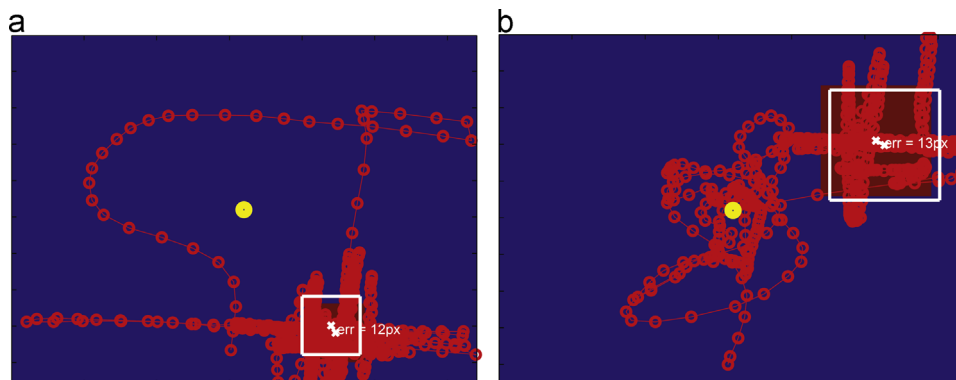 a
b
err = 12px
err = 13px